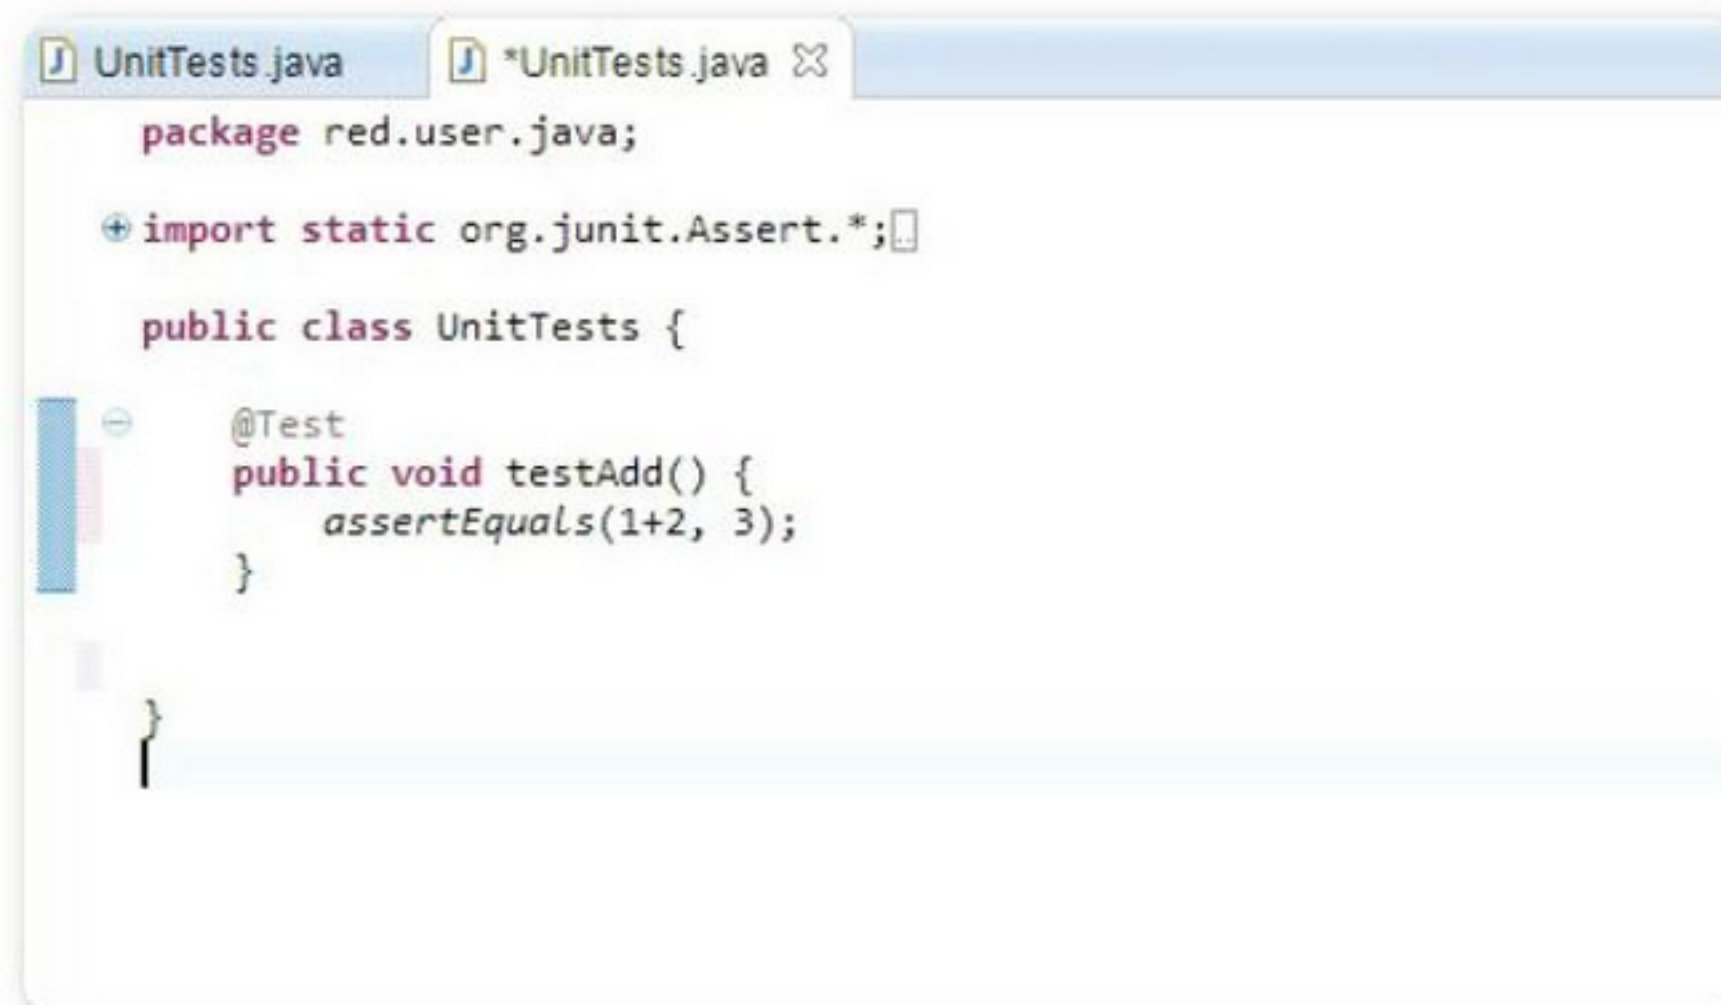 UnitTests.java
*UnitTests.java
package red.user.java;
import static org.junit.Assert.*;
public class UnitTests {
@Test
public void testAdd() {
assertEquals(1+2, 3);
}
}